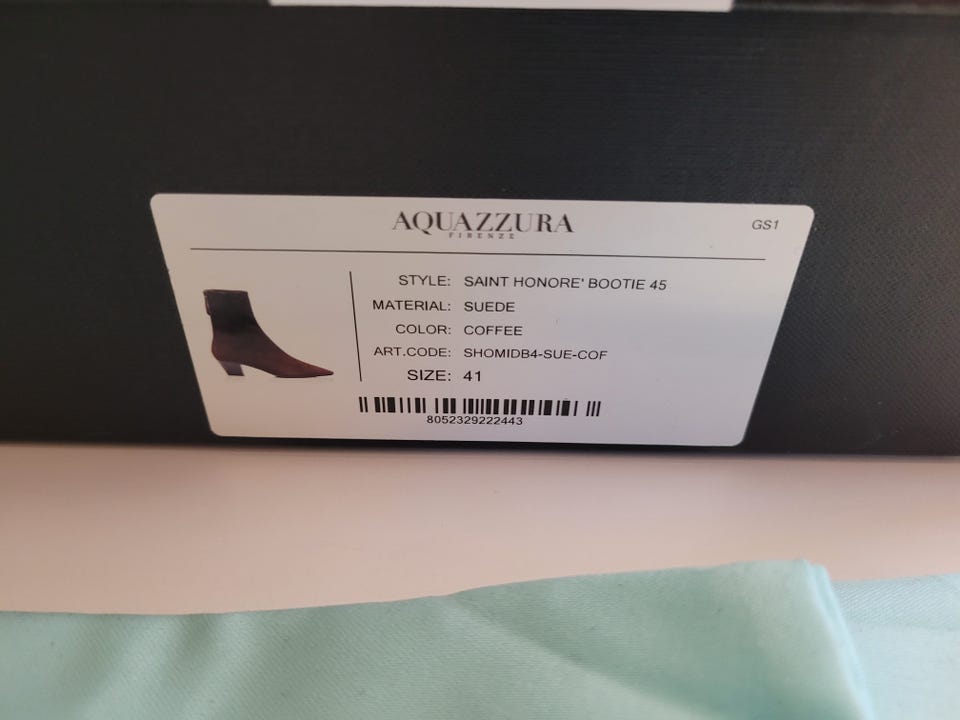 AQUAZZURA
FIRENZE
GS1
STYLE: SAINT HONORE' BOOTIE 45
MATERIAL: SUEDE
COLOR: COFFEE
ART.CODE: SHOMIDB4-SUE-COF
SIZE: 41
8052329222443